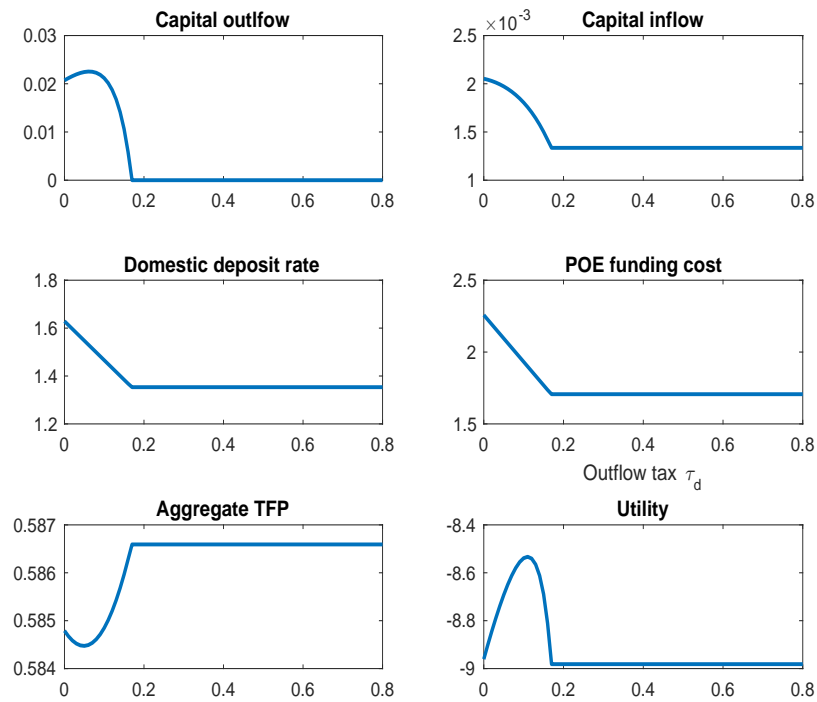 Capital outlfow
0.03
0.02
0.01
0
0 0.2 0.4 0.6 0.8
Capital inflow
×10-3
2.5
2
1.5
1
0 0.2 0.4 0.6 0.8
Domestic deposit rate
1.8
1.6
1.4
1.2
0 0.2 0.4 0.6 0.8
POE funding cost
2.5
2
1.5
0 0.2 0.4 0.6 0.8
Outflow tax τd
Aggregate TFP
0.587
0.586
0.585
0.584
0 0.2 0.4 0.6 0.8
Utility
-8.4
-8.6
-8.8
-9
0 0.2 0.4 0.6 0.8